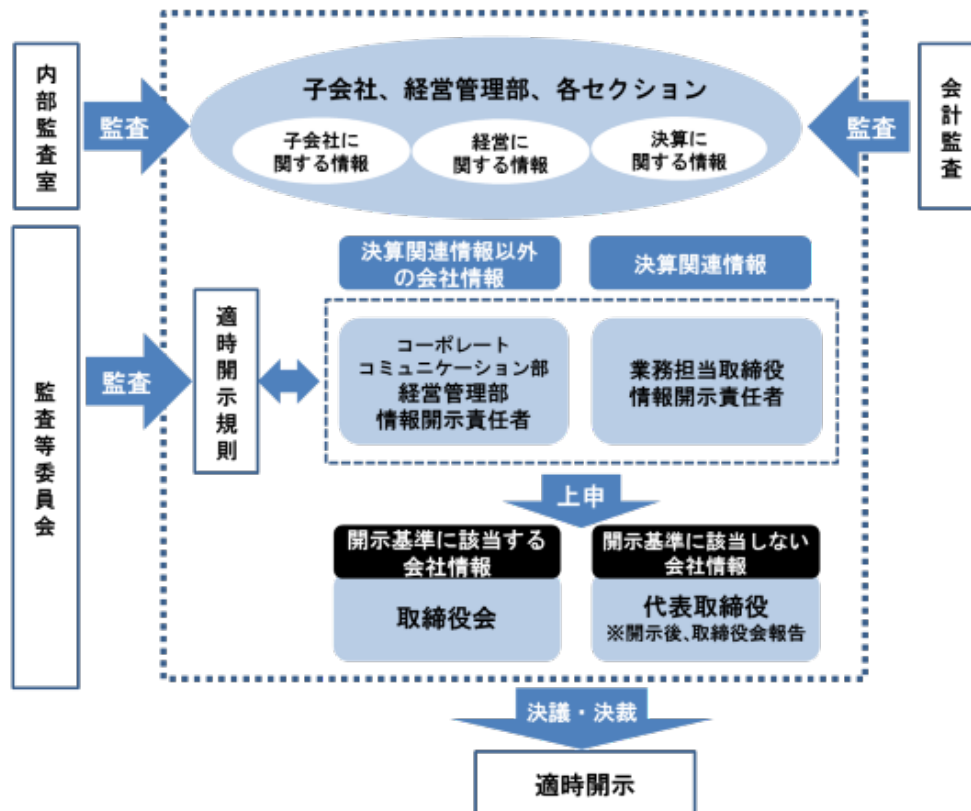 内部監査室
監査
子会社、経営管理部、各セクション
子会社に
関する情報
経営に
関する情報
決算に
関する情報
監査
会計監査
決算関連情報以外
の会社情報
決算関連情報
監査等委員会
監査
適時開示規則
コーポレート
コミュニケーション部
経営管理部
情報開示責任者
業務担当取締役
情報開示責任者
上申
開示基準に該当する
会社情報
取締役会
開示基準に該当しない
会社情報
代表取締役
※開示後、取締役会報告
決議・決裁
適時開示